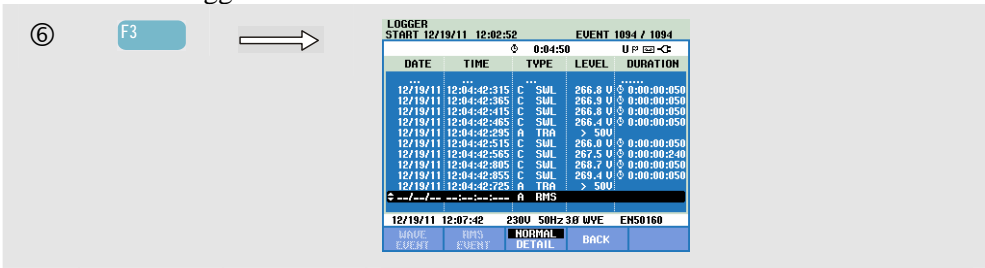 ⑥
F3
LOGGER
START 12/19/11 12:02:52 EVENT 1094 / 1094
0:04:50 U
DATE TIME TYPE LEVEL DURATION
... ... ... ......
12/19/11 12:04:42:315 C SWL 266.8 V 0:00:00:050
12/19/11 12:04:42:365 C SWL 266.9 V 0:00:00:050
12/19/11 12:04:42:415 C SWL 266.8 V 0:00:00:050
12/19/11 12:04:42:465 C SWL 266.4 V 0:00:00:050
12/19/11 12:04:42:295 A TRA > 50V
12/19/11 12:04:42:515 C SWL 266.0 V 0:00:00:050
12/19/11 12:04:42:565 C SWL 267.5 V 0:00:00:240
12/19/11 12:04:42:805 C SWL 268.7 V 0:00:00:050
12/19/11 12:04:42:855 C SWL 269.4 V 0:00:00:050
12/19/11 12:04:42:725 A TRA > 50V
--/--/-- --:--:--:--- A RMS
12/19/11 12:07:42 230V 50Hz 3.Ø WYE EN50160
WAVE EVENT RMS EVENT NORMAL DETAIL BACK